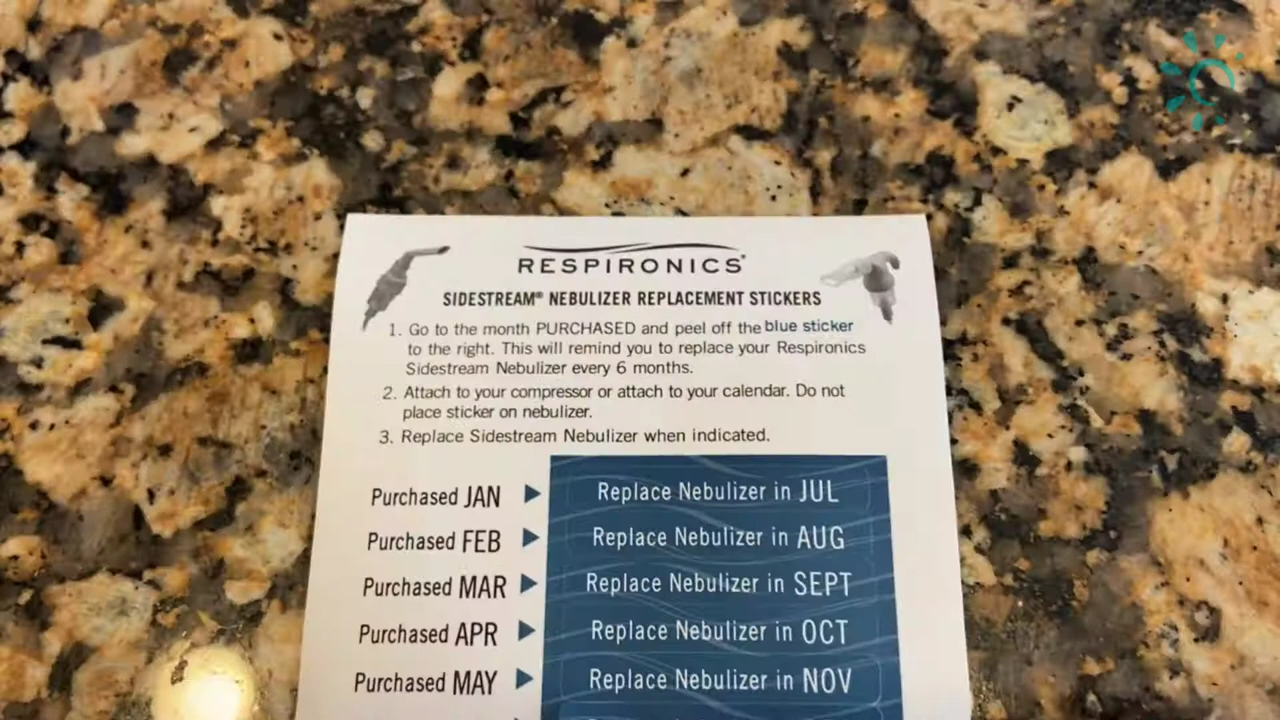 RESPIRONICS®
SIDESTREAM® NEBULIZER REPLACEMENT STICKERS
1. Go to the month PURCHASED and peel off the blue sticker
to the right. This will remind you to replace your Respironics
Sidestream Nebulizer every 6 months.
2. Attach to your compressor or attach to your calendar. Do not
place sticker on nebulizer.
3. Replace Sidestream Nebulizer when indicated.
Purchased JAN ▶ Replace Nebulizer in JUL
Purchased FEB ▶ Replace Nebulizer in AUG
Purchased MAR ▶ Replace Nebulizer in SEPT
Purchased APR ▶ Replace Nebulizer in OCT
Purchased MAY ▶ Replace Nebulizer in NOV